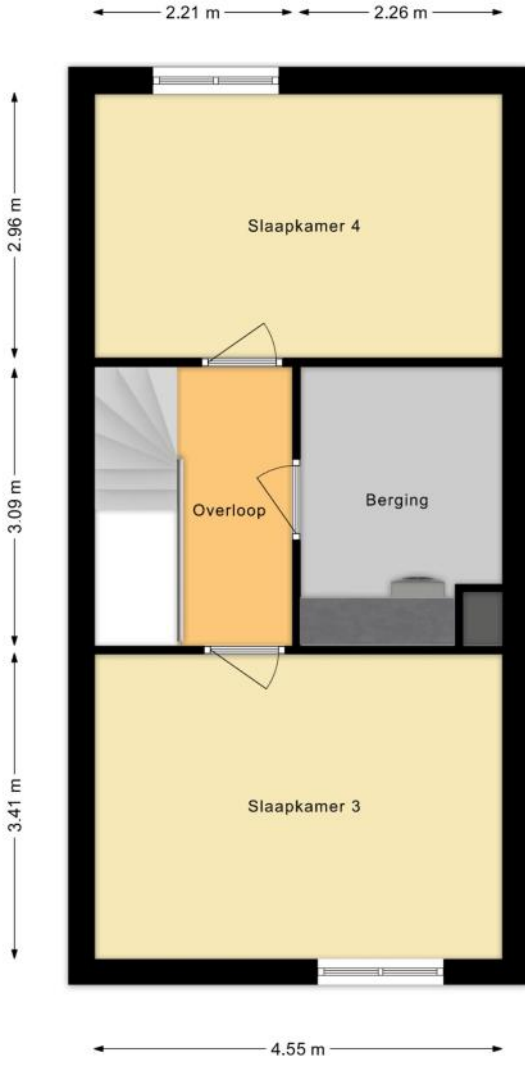 2.21 m
2.26 m
2.96 m
Slaapkamer 4
3.09 m
Overloop
Berging
3.41 m
Slaapkamer 3
4.55 m